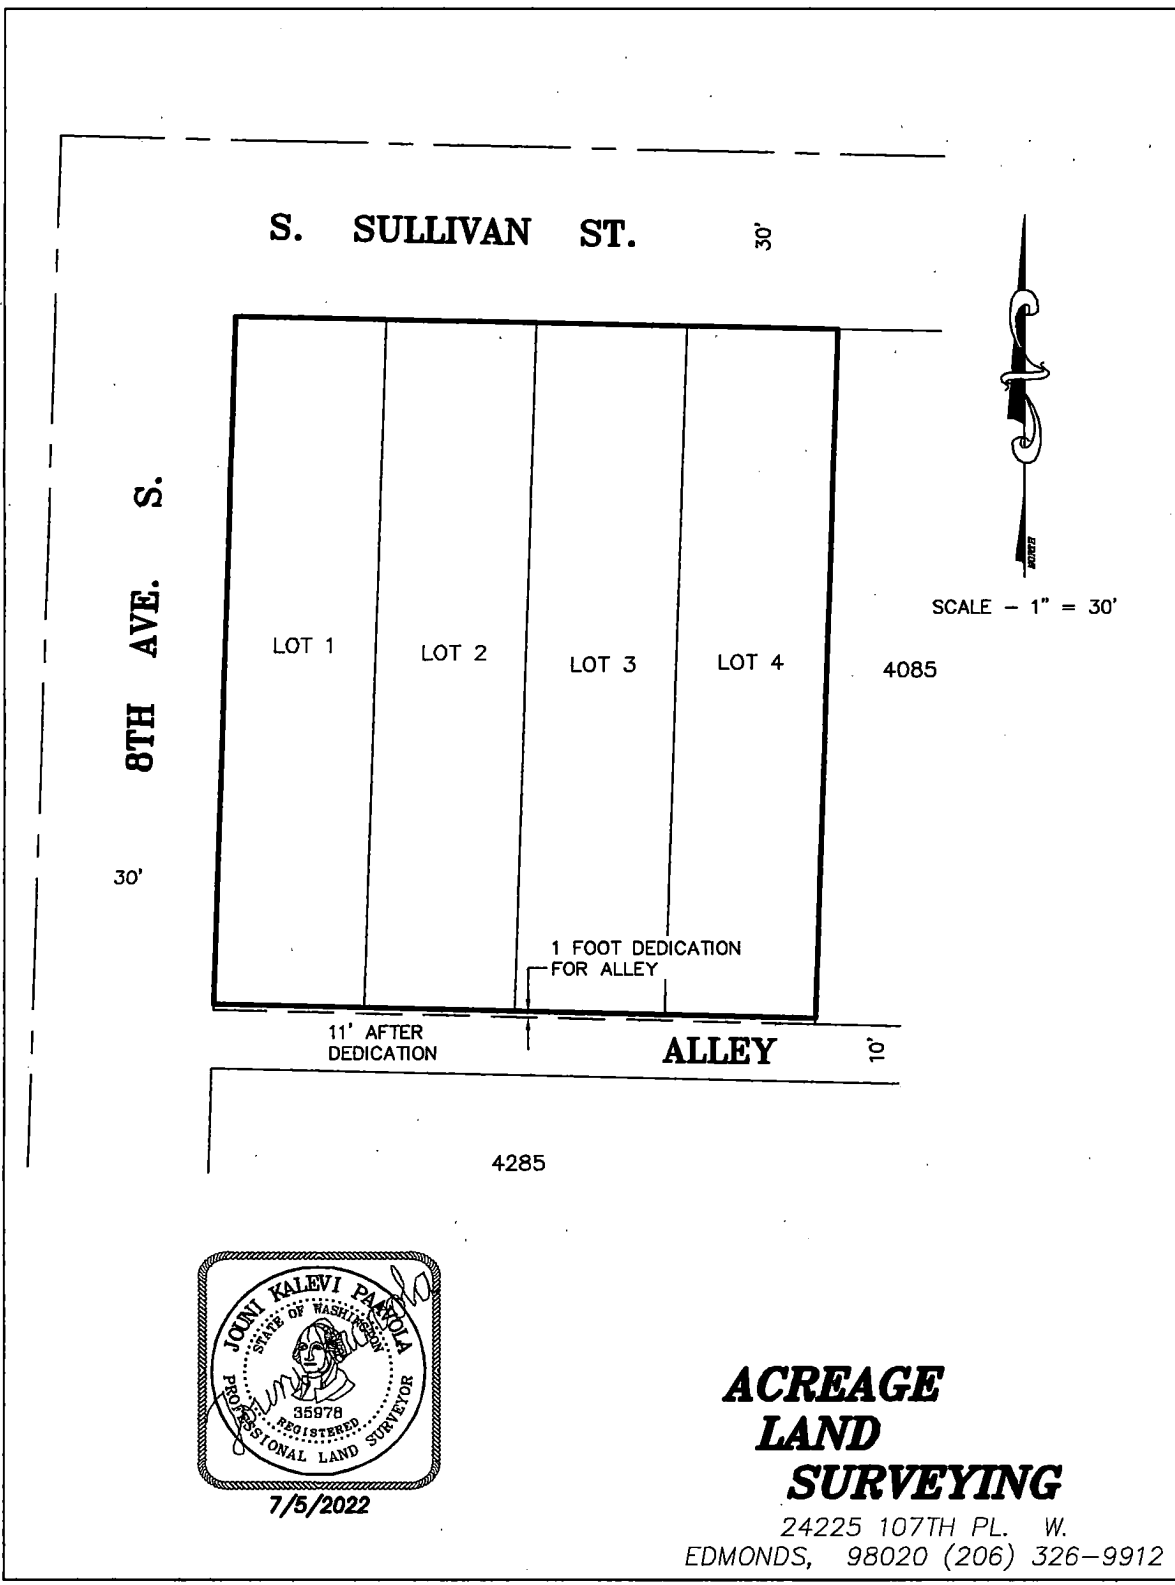 S. SULLIVAN ST.
30'
8TH AVE. S.
30'
SCALE - 1" = 30'
LOT 1
LOT 2
LOT 3
LOT 4
4085
1 FOOT DEDICATION
FOR ALLEY
11' AFTER
DEDICATION
ALLEY
10'
4285
JOUNI KALEVI PAAVOLA
STATE OF WASHINGTON
35978
REGISTERED
PROFESSIONAL LAND SURVEYOR
7/5/2022
ACREAGE
LAND
SURVEYING
24225 107TH PL. W.
EDMONDS, 98020 (206) 326-9912